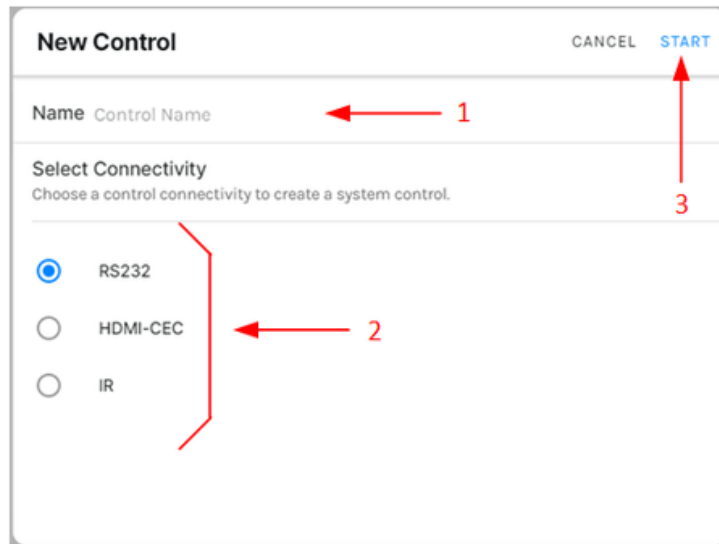 New Control CANCEL START
Name Control Name 1
Select Connectivity
Choose a control connectivity to create a system control.
3
RS232
HDMI-CEC 2
IR